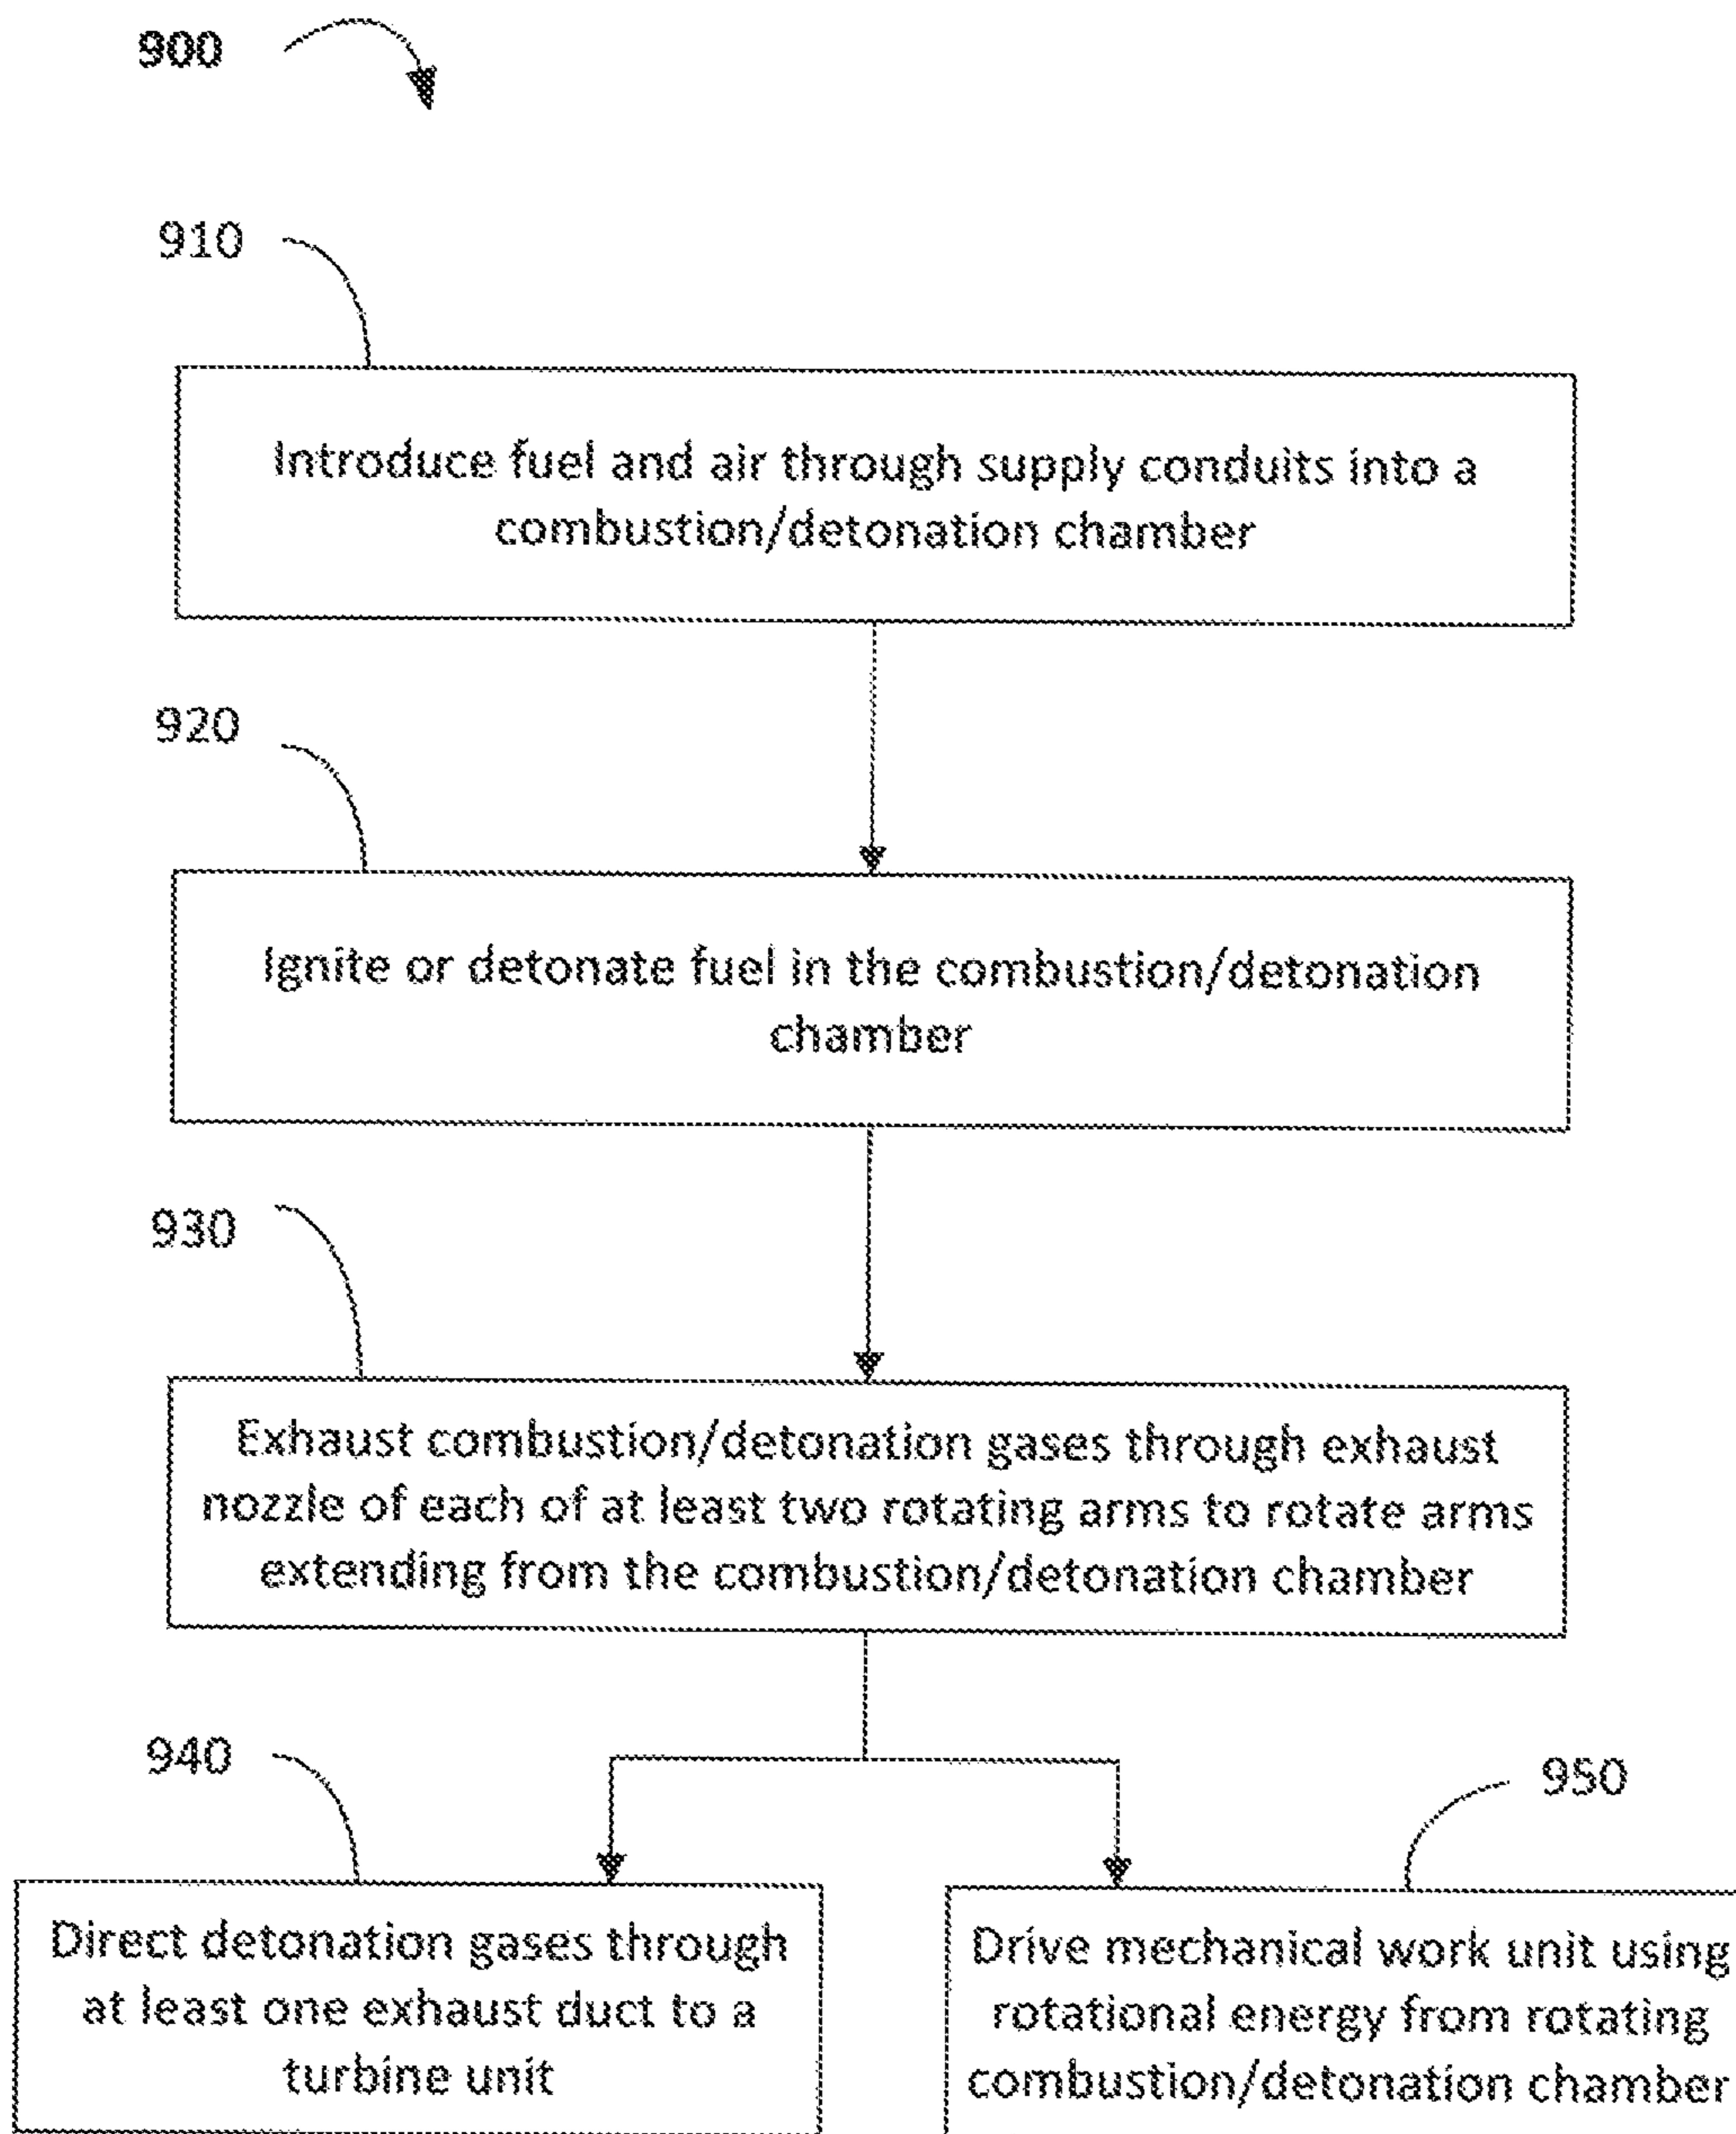 900
910
Introduce fuel and air through supply conduits into a
combustion/detonation chamber
920
Ignite or detonate fuel in the combustion/detonation
chamber
930
Exhaust combustion/detonation gases through exhaust
nozzle of each of at least two rotating arms to rotate arms
extending from the combustion/detonation chamber
940
950
Direct detonation gases through
at least one exhaust duct to a
turbine unit
Drive mechanical work unit using
rotational energy from rotating
combustion/detonation chamber